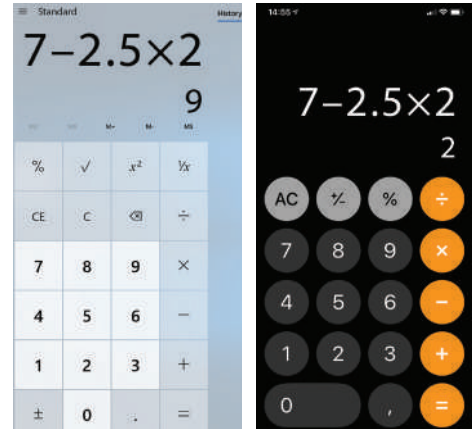 ≡ Standard
History
7−2.5×2
9
M+ M- MS
% √ x² ⅟x
CE C ⌫ ÷
7 8 9 ×
4 5 6 −
1 2 3 +
± 0 . =
14:55
7−2.5×2
2
AC +/- % ÷
7 8 9 ×
4 5 6 −
1 2 3 +
0 , =